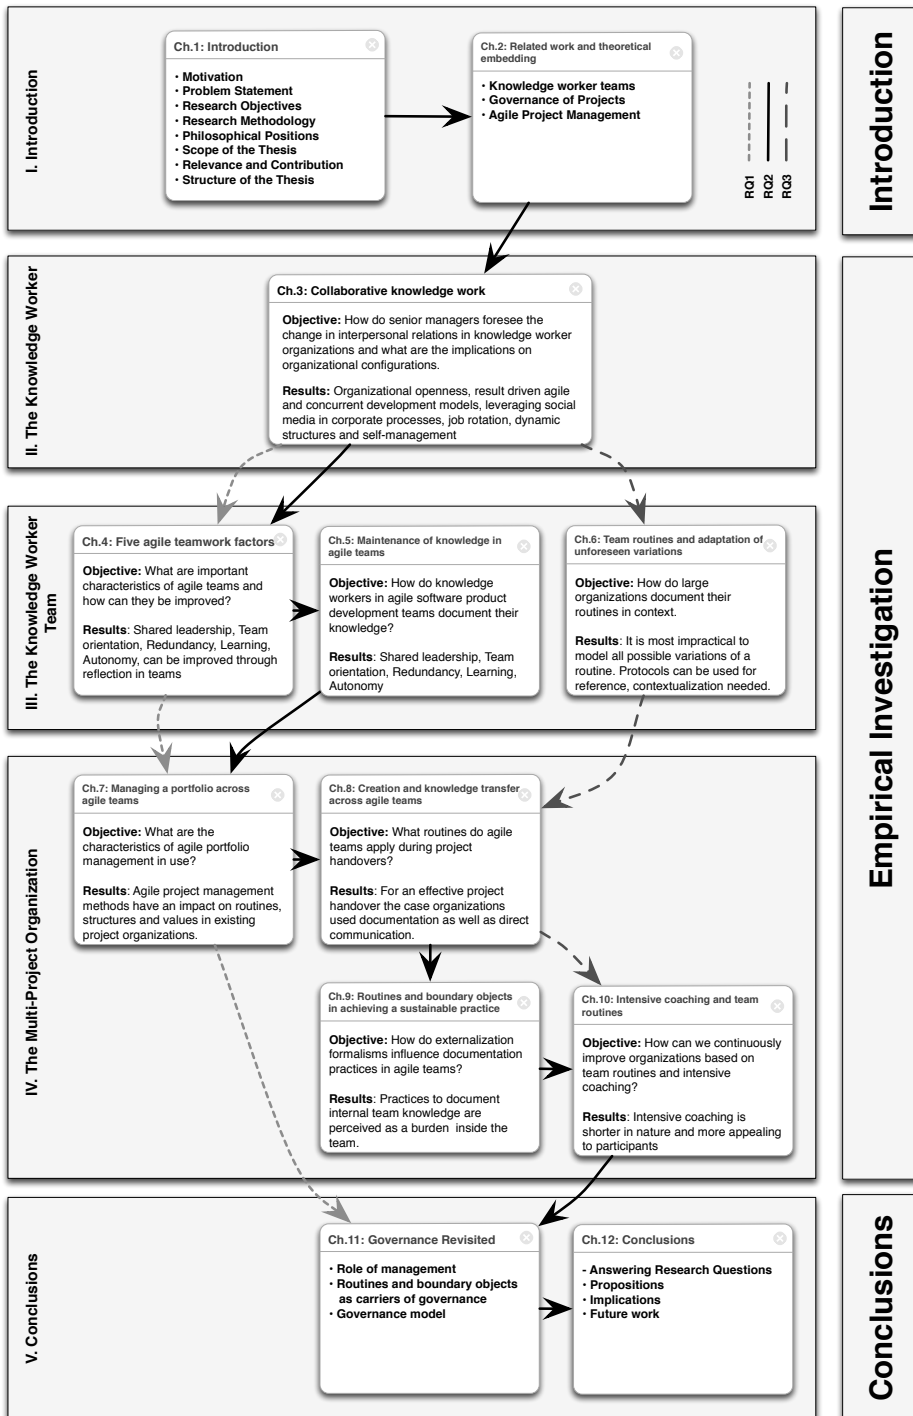 I. Introduction
Ch.1: Introduction
· Motivation
· Problem Statement
· Research Objectives
· Research Methodology
· Philosophical Positions
· Scope of the Thesis
· Relevance and Contribution
· Structure of the Thesis
Ch.2: Related work and theoretical
embedding
· Knowledge worker teams
· Governance of Projects
· Agile Project Management
RQ1
RQ2
RQ3
Introduction
II. The Knowledge Worker
Ch.3: Collaborative knowledge work
Objective: How do senior managers foresee the
change in interpersonal relations in knowledge worker
organizations and what are the implications on
organizational configurations.
Results: Organizational openness, result driven agile
and concurrent development models, leveraging social
media in corporate processes, job rotation, dynamic
structures and self-management
Empirical Investigation
III. The Knowledge Worker
Team
Ch.4: Five agile teamwork factors
Objective: What are important
characteristics of agile teams and
how can they be improved?
Results: Shared leadership, Team
orientation, Redundancy, Learning,
Autonomy, can be improved through
reflection in teams
Ch.5: Maintenance of knowledge in
agile teams
Objective: How do knowledge
workers in agile software product
development teams document their
knowledge?
Results: Shared leadership, Team
orientation, Redundancy, Learning,
Autonomy
Ch.6: Team routines and adaptation of
unforeseen variations
Objective: How do large
organizations document their
routines in context.
Results: It is most impractical to
model all possible variations of a
routine. Protocols can be used for
reference, contextualization needed.
IV. The Multi-Project Organization
Ch.7: Managing a portfolio across
agile teams
Objective: What are the
characteristics of agile portfolio
management in use?
Results: Agile project management
methods have an impact on routines,
structures and values in existing
project organizations.
Ch.8: Creation and knowledge transfer
across agile teams
Objective: What routines do agile
teams apply during project
handovers?
Results: For an effective project
handover the case organizations
used documentation as well as direct
communication.
Ch.9: Routines and boundary objects
in achieving a sustainable practice
Objective: How do externalization
formalisms influence documentation
practices in agile teams?
Results: Practices to document
internal team knowledge are
perceived as a burden inside the
team.
Ch.10: Intensive coaching and team
routines
Objective: How can we continuously
improve organizations based on
team routines and intensive
coaching?
Results: Intensive coaching is
shorter in nature and more appealing
to participants
V. Conclusions
Ch.11: Governance Revisited
· Role of management
· Routines and boundary objects
as carriers of governance
· Governance model
Ch.12: Conclusions
- Answering Research Questions
· Propositions
· Implications
· Future work
Conclusions